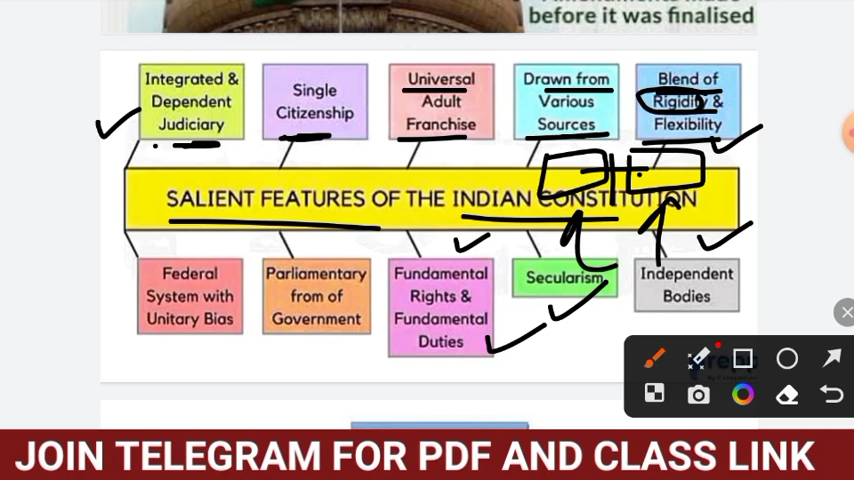 before it was finalised
Integrated &
Dependent
Judiciary
Single
Citizenship
Universal
Adult
Franchise
Drawn from
Various
Sources
Blend of
Rigidity &
Flexibility
SALIENT FEATURES OF THE INDIAN CONSTITUTION
Federal
System with
Unitary Bias
Parliamentary
from of
Government
Fundamental
Rights &
Fundamental
Duties
Secularism
Independent
Bodies
JOIN TELEGRAM FOR PDF AND CLASS LINK